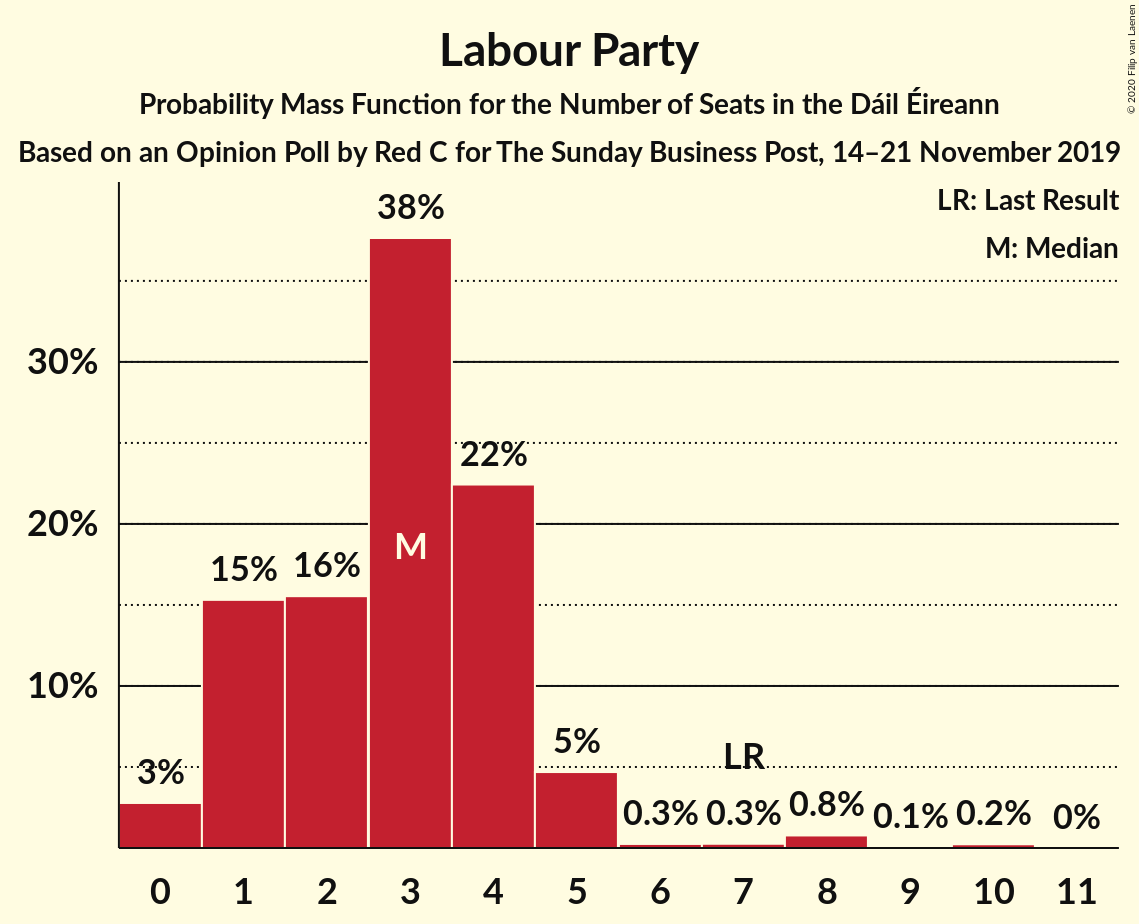 Labour Party
Probability Mass Function for the Number of Seats in the Dáil Éireann
Based on an Opinion Poll by Red C for The Sunday Business Post, 14–21 November 2019
© 2020 Filip van Laenen
LR: Last Result
M: Median
38%
30%
22%
20%
M
15%
16%
10%
5%
LR
3%
0.3%
0.3%
0.8%
0.1%
0.2%
0%
0 1 2 3 4 5 6 7 8 9 10 11